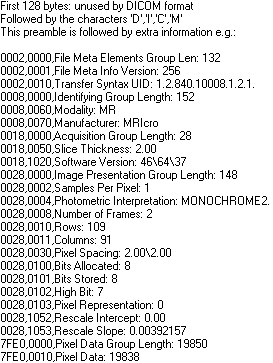 First 128 bytes: unused by DICOM format
Followed by the characters 'D','I','C','M'
This preamble is followed by extra information e.g.:
0002,0000,File Meta Elements Group Len: 132
0002,0001,File Meta Info Version: 256
0002,0010,Transfer Syntax UID: 1.2.840.10008.1.2.1.
0008,0000,Identifying Group Length: 152
0008,0060,Modality: MR
0008,0070,Manufacturer: MRIcro
0018,0000,Acquisition Group Length: 28
0018,0050,Slice Thickness: 2.00
0018,1020,Software Version: 46\64\37
0028,0000,Image Presentation Group Length: 148
0028,0002,Samples Per Pixel: 1
0028,0004,Photometric Interpretation: MONOCHROME2.
0028,0008,Number of Frames: 2
0028,0010,Rows: 109
0028,0011,Columns: 91
0028,0030,Pixel Spacing: 2.00\2.00
0028,0100,Bits Allocated: 8
0028,0101,Bits Stored: 8
0028,0102,High Bit: 7
0028,0103,Pixel Representation: 0
0028,1052,Rescale Intercept: 0.00
0028,1053,Rescale Slope: 0.00392157
7FE0,0000,Pixel Data Group Length: 19850
7FE0,0010,Pixel Data: 19838